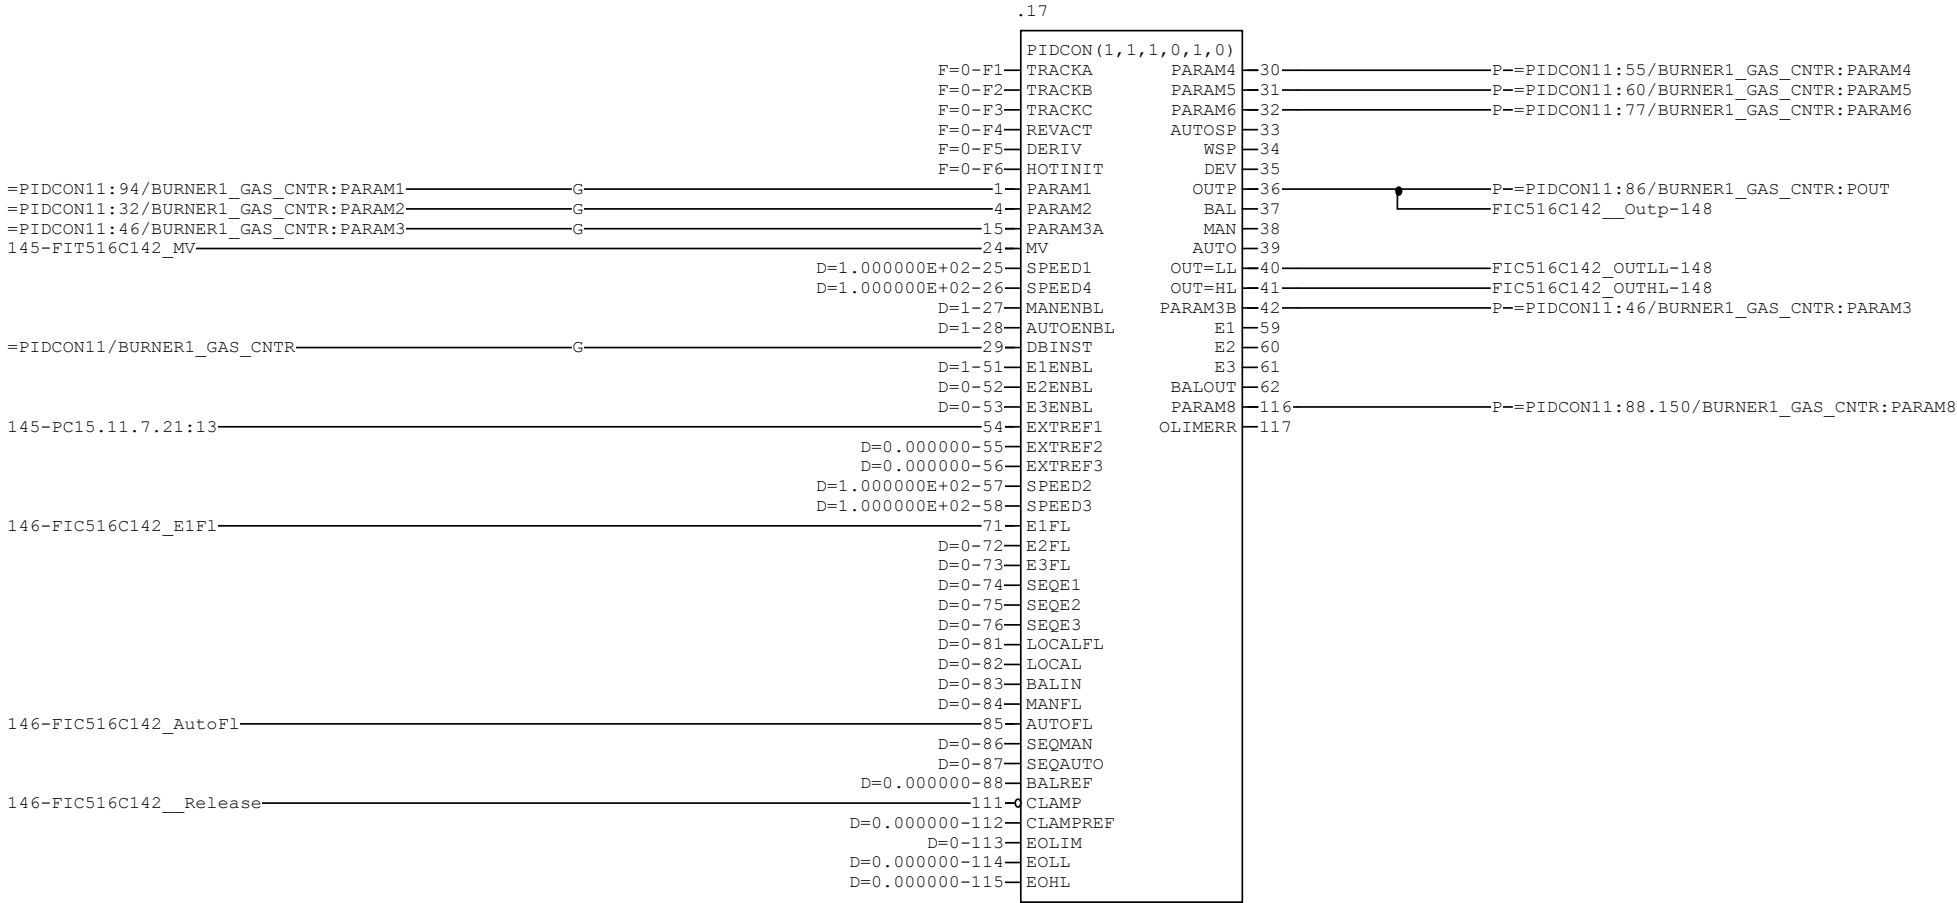 .17
PIDCON(1,1,1,0,1,0)
F=0-F1 TRACKA PARAM4 30 P-=PIDCON11:55/BURNER1_GAS_CNTR:PARAM4
F=0-F2 TRACKB PARAM5 31 P-=PIDCON11:60/BURNER1_GAS_CNTR:PARAM5
F=0-F3 TRACKC PARAM6 32 P-=PIDCON11:77/BURNER1_GAS_CNTR:PARAM6
F=0-F4 REVACT AUTOSP 33
F=0-F5 DERIV WSP 34
F=0-F6 HOTINIT DEV 35
=PIDCON11:94/BURNER1_GAS_CNTR:PARAM1 G 1 PARAM1 OUTP 36 P-=PIDCON11:86/BURNER1_GAS_CNTR:POUT
=PIDCON11:32/BURNER1_GAS_CNTR:PARAM2 G 4 PARAM2 BAL 37 FIC516C142__Outp-148
=PIDCON11:46/BURNER1_GAS_CNTR:PARAM3 G 15 PARAM3A MAN 38
145-FIT516C142_MV 24 MV AUTO 39
D=1.000000E+02-25 SPEED1 OUT=LL 40 FIC516C142_OUTLL-148
D=1.000000E+02-26 SPEED4 OUT=HL 41 FIC516C142_OUTHL-148
D=1-27 MANENBL PARAM3B 42 P-=PIDCON11:46/BURNER1_GAS_CNTR:PARAM3
D=1-28 AUTOENBL E1 59
=PIDCON11/BURNER1_GAS_CNTR G 29 DBINST E2 60
D=1-51 E1ENBL E3 61
D=0-52 E2ENBL BALOUT 62
D=0-53 E3ENBL PARAM8 116 P-=PIDCON11:88.150/BURNER1_GAS_CNTR:PARAM8
145-PC15.11.7.21:13 54 EXTREF1 OLIMERR 117
D=0.000000-55 EXTREF2
D=0.000000-56 EXTREF3
D=1.000000E+02-57 SPEED2
D=1.000000E+02-58 SPEED3
146-FIC516C142_E1Fl 71 E1FL
D=0-72 E2FL
D=0-73 E3FL
D=0-74 SEQE1
D=0-75 SEQE2
D=0-76 SEQE3
D=0-81 LOCALFL
D=0-82 LOCAL
D=0-83 BALIN
D=0-84 MANFL
146-FIC516C142_AutoFl 85 AUTOFL
D=0-86 SEQMAN
D=0-87 SEQAUTO
D=0.000000-88 BALREF
146-FIC516C142__Release 111 CLAMP
D=0.000000-112 CLAMPREF
D=0-113 EOLIM
D=0.000000-114 EOLL
D=0.000000-115 EOHL